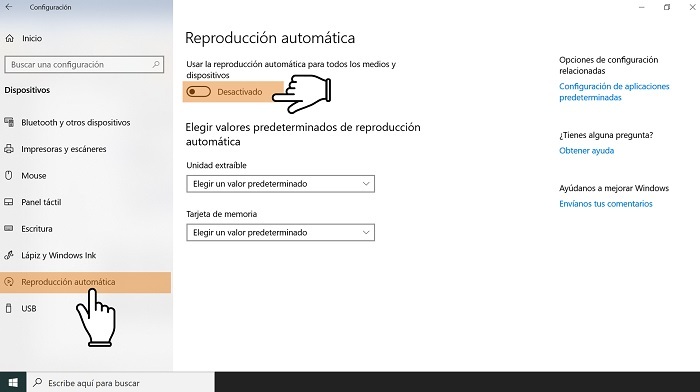 Configuración
Inicio
Buscar una configuración
Dispositivos
Bluetooth y otros dispositivos
Impresoras y escáneres
Mouse
Panel táctil
Escritura
Lápiz y Windows Ink
Reproducción automática
USB
Reproducción automática
Usar la reproducción automática para todos los medios y
dispositivos
Desactivado
Elegir valores predeterminados de reproducción
automática
Unidad extraíble
Elegir un valor predeterminado
Tarjeta de memoria
Elegir un valor predeterminado
Opciones de configuración
relacionadas
Configuración de aplicaciones
predeterminadas
¿Tienes alguna pregunta?
Obtener ayuda
Ayúdanos a mejorar Windows
Envíanos tus comentarios
Escribe aquí para buscar